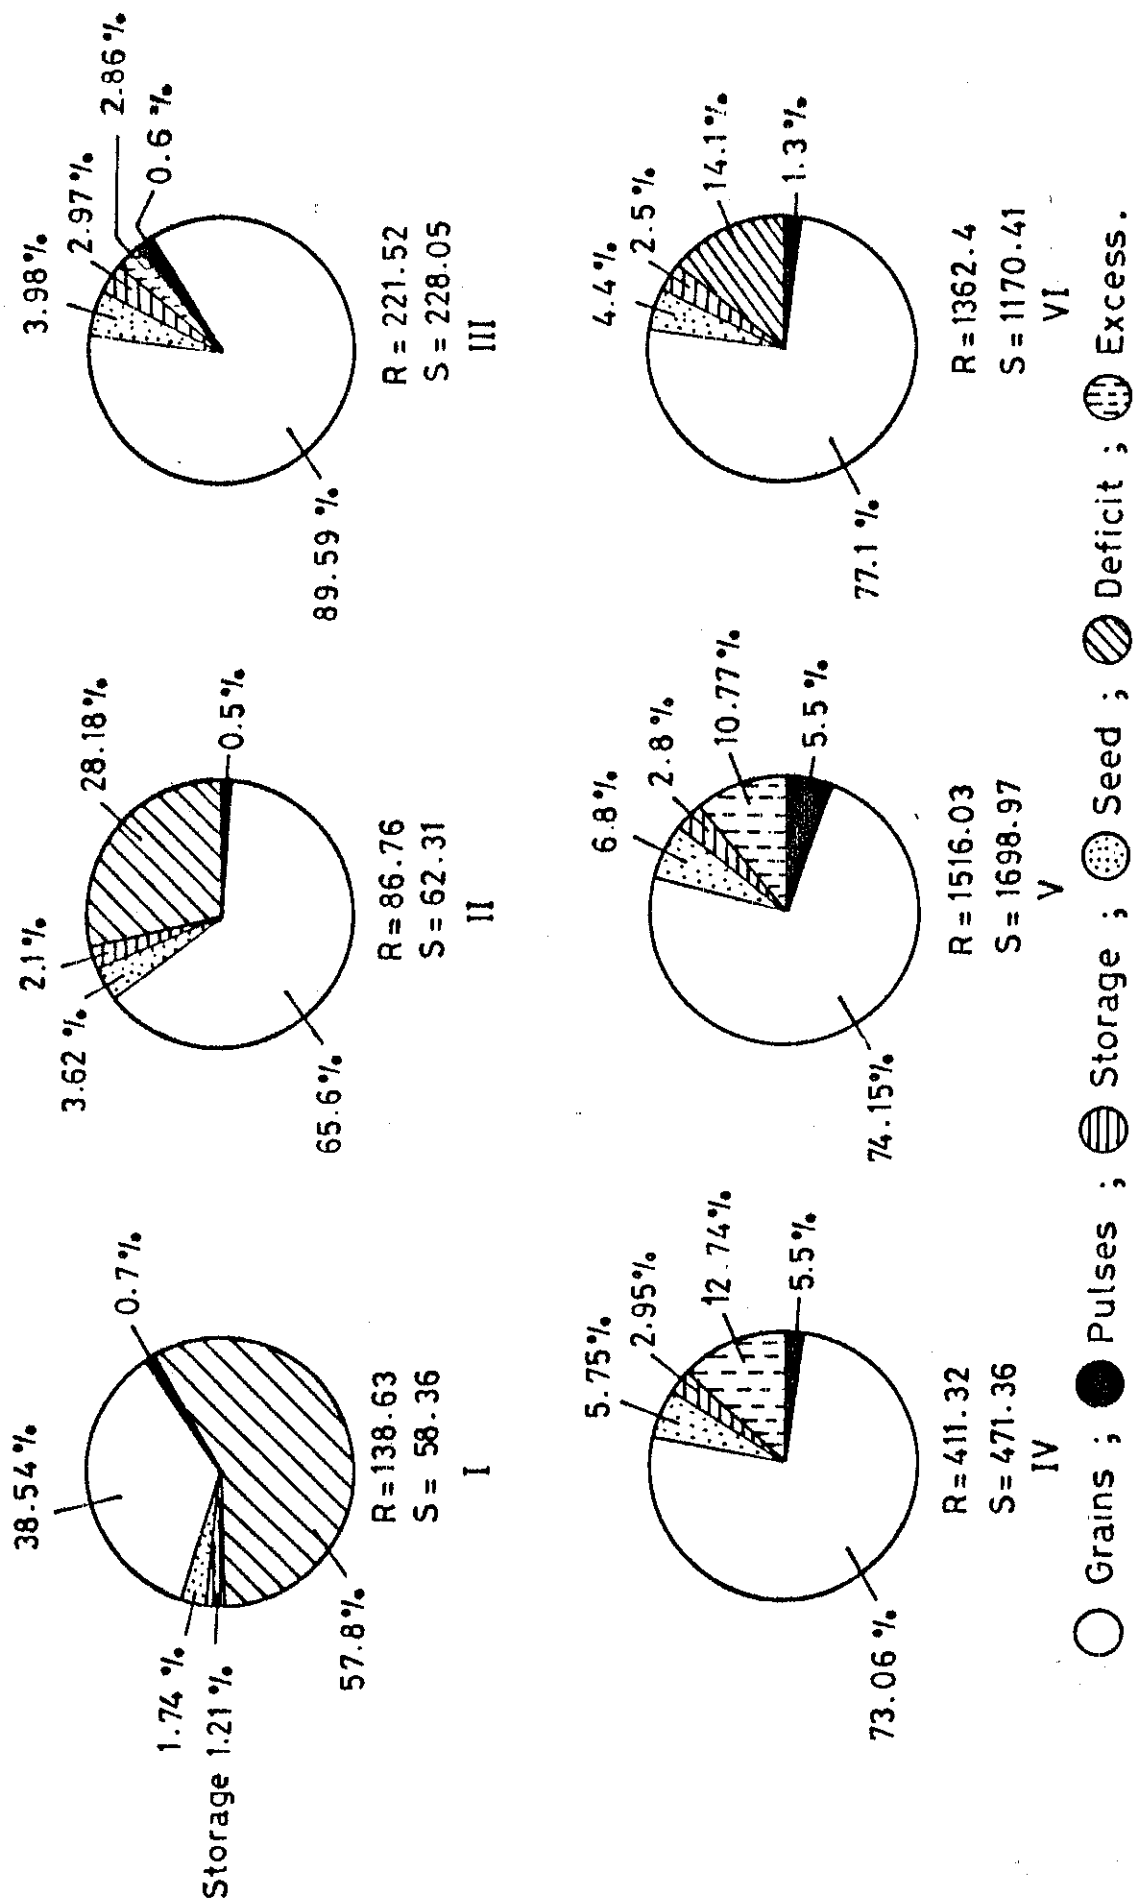 38.54%
0.7%
1.74 %
Storage 1.21%
57.8%
R=138.63
S = 58.36
I
28.18%
2.1%
3.62 %
0.5%
65.6%
R=86.76
S = 62.31
II
3.98%
2.97%
2.86%
0.6 %
89.59 %
R = 221.52
S = 228.05
III
5.75%
2.95%
12.74%
5.5%
73.06 %
R=411.32
S=471.36
IV
6.8%
2.8%
10.77%
5.5%
74.15%
R=1516.03
S=1698.97
V
4.4%
2.5%
14.1%
1.3%
77.1 %
R=1362.4
S=1170.41
VI
Grains ; Pulses ; Storage ; Seed ; Deficit ; Excess.